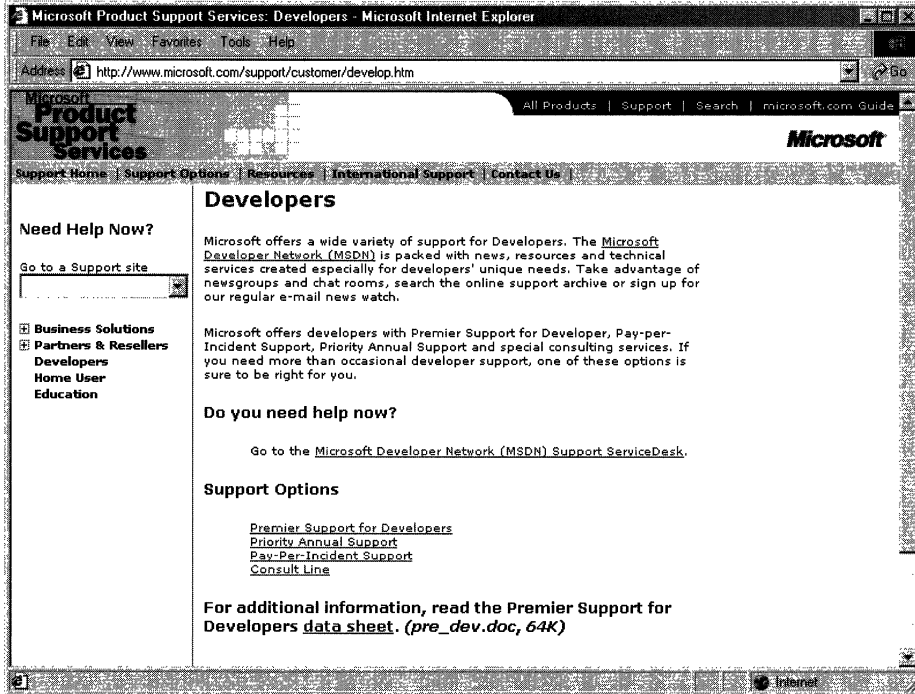 Microsoft Product Support Services: Developers - Microsoft Internet Explorer
File Edit View Favorites Tools Help
Address http://www.microsoft.com/support/customer/develop.htm Go
Microsoft
Product
Support
Services
All Products | Support | Search | microsoft.com Guide
Microsoft
Support Home | Support Options | Resources | International Support | Contact Us |
Need Help Now?
Go to a Support site
Business Solutions
Partners & Resellers
Developers
Home User
Education
Developers
Microsoft offers a wide variety of support for Developers. The Microsoft
Developer Network (MSDN) is packed with news, resources and technical
services created especially for developers' unique needs. Take advantage of
newsgroups and chat rooms, search the online support archive or sign up for
our regular e-mail news watch.
Microsoft offers developers with Premier Support for Developer, Pay-per-
Incident Support, Priority Annual Support and special consulting services. If
you need more than occasional developer support, one of these options is
sure to be right for you.
Do you need help now?
Go to the Microsoft Developer Network (MSDN) Support ServiceDesk.
Support Options
Premier Support for Developers
Priority Annual Support
Pay-Per-Incident Support
Consult Line
For additional information, read the Premier Support for
Developers data sheet. (pre_dev.doc, 64K)
Internet